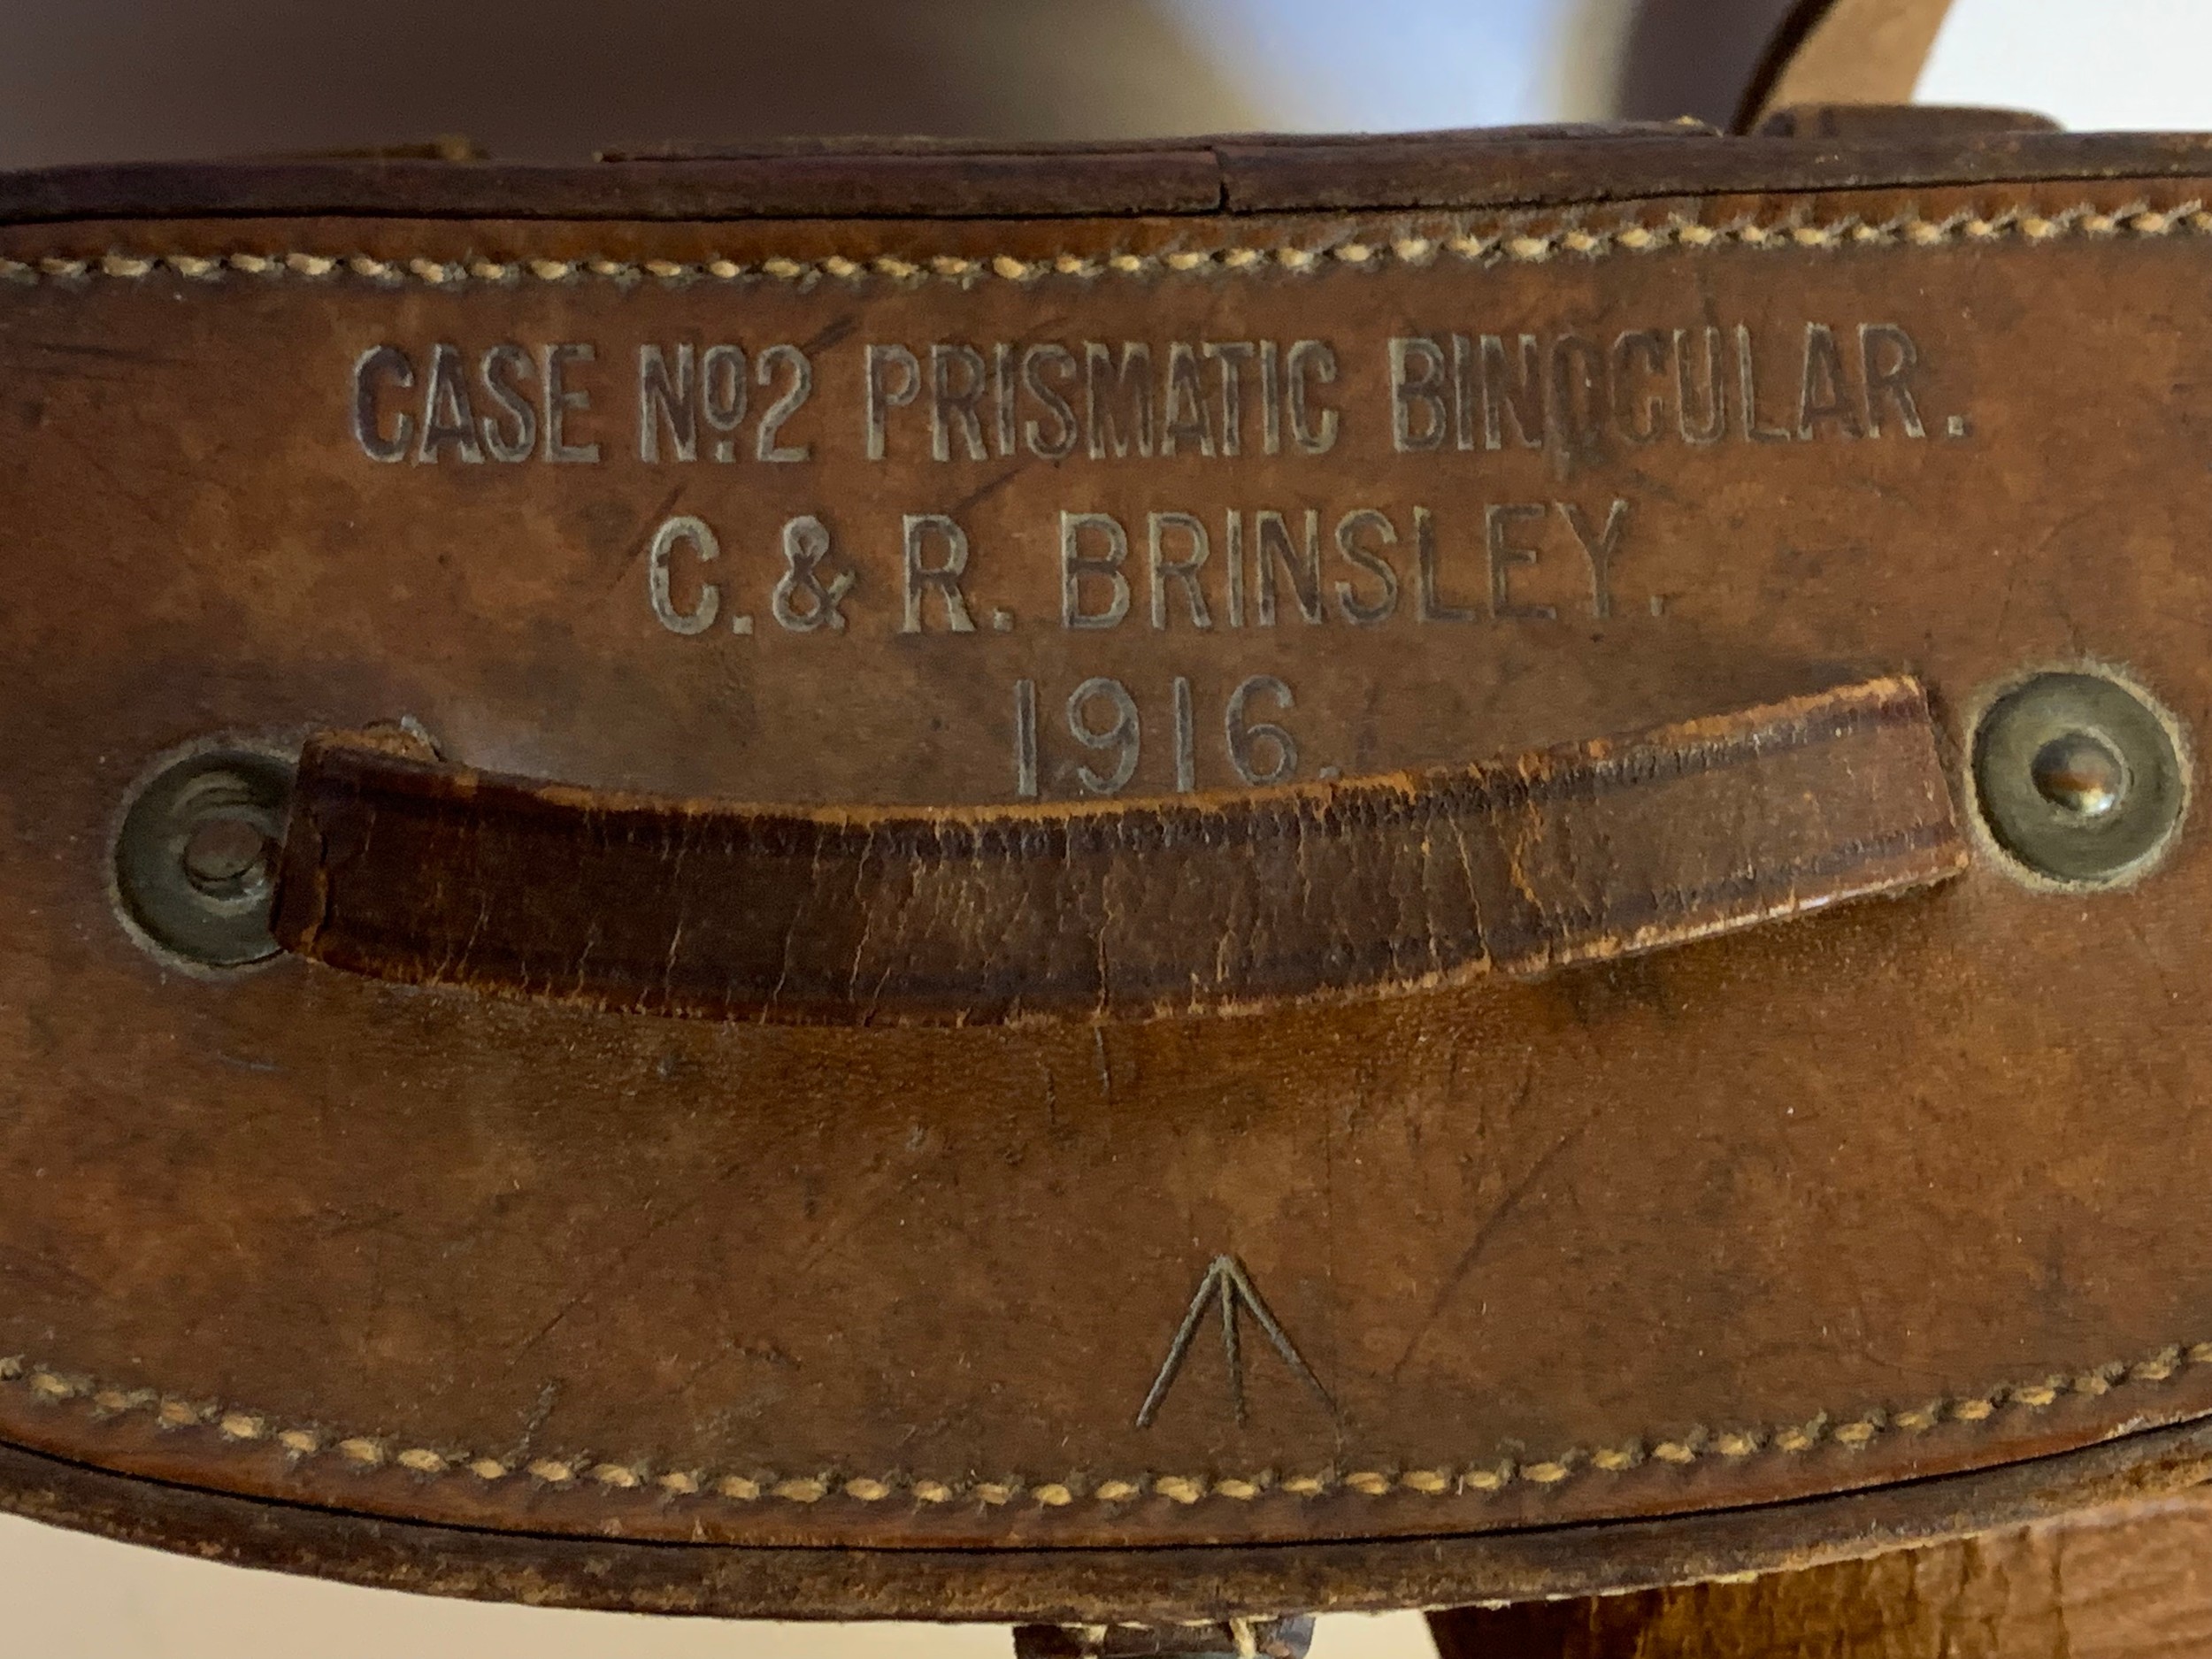 CASE Nº2 PRISMATIC BINOCULAR.
C. & R. BRINSLEY.
1916.